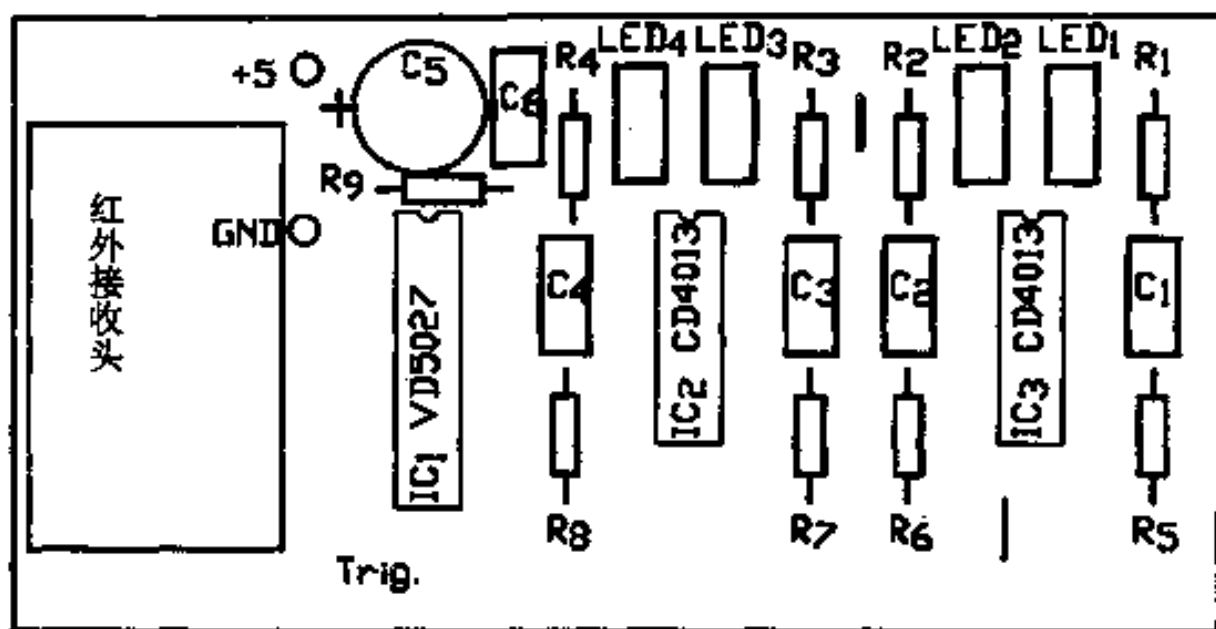 LED4 LED3 LED2 LED1
+5 C5 C6 R4 R3 R2 R1
R9
红外接收头
GND
C4 C3 C2 C1
IC1 VD5027
IC2 CD4013
IC3 CD4013
R8 R7 R6 R5
Trig.